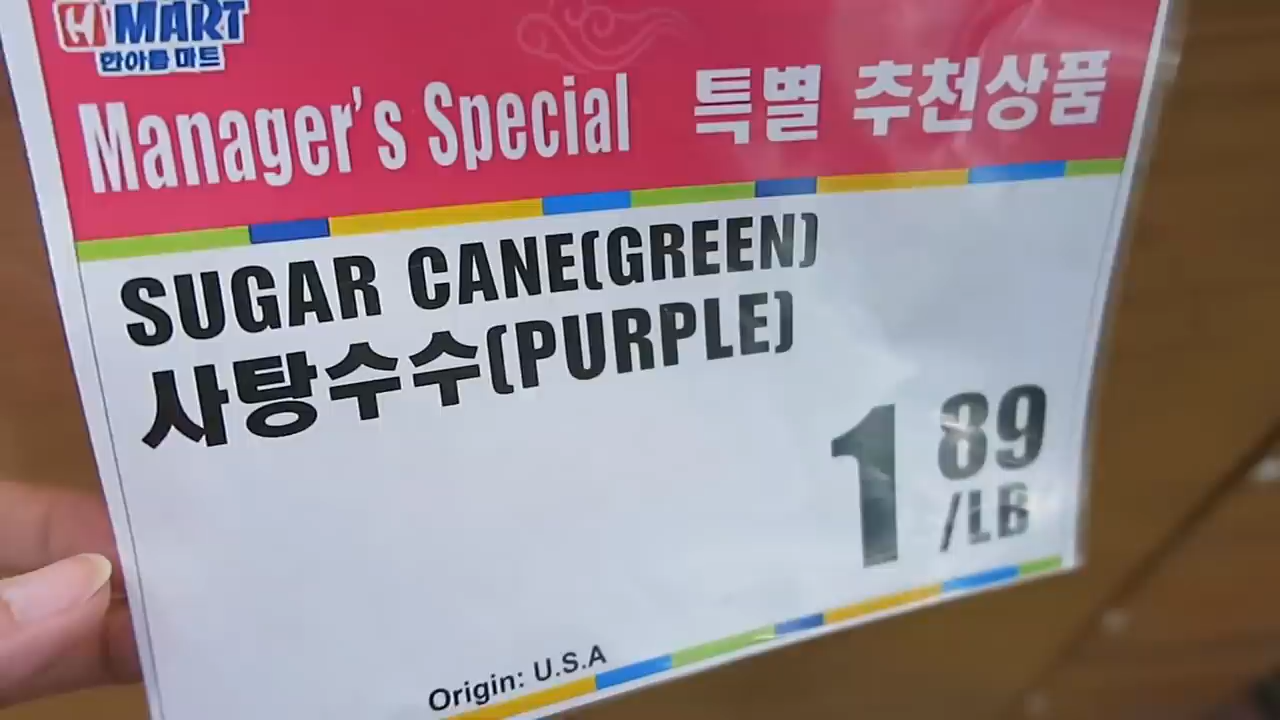 H MART
한아름 마트
Manager's Special 특별 추천상품
SUGAR CANE(GREEN)
사탕수수(PURPLE)
1 89
/LB
Origin: U.S.A